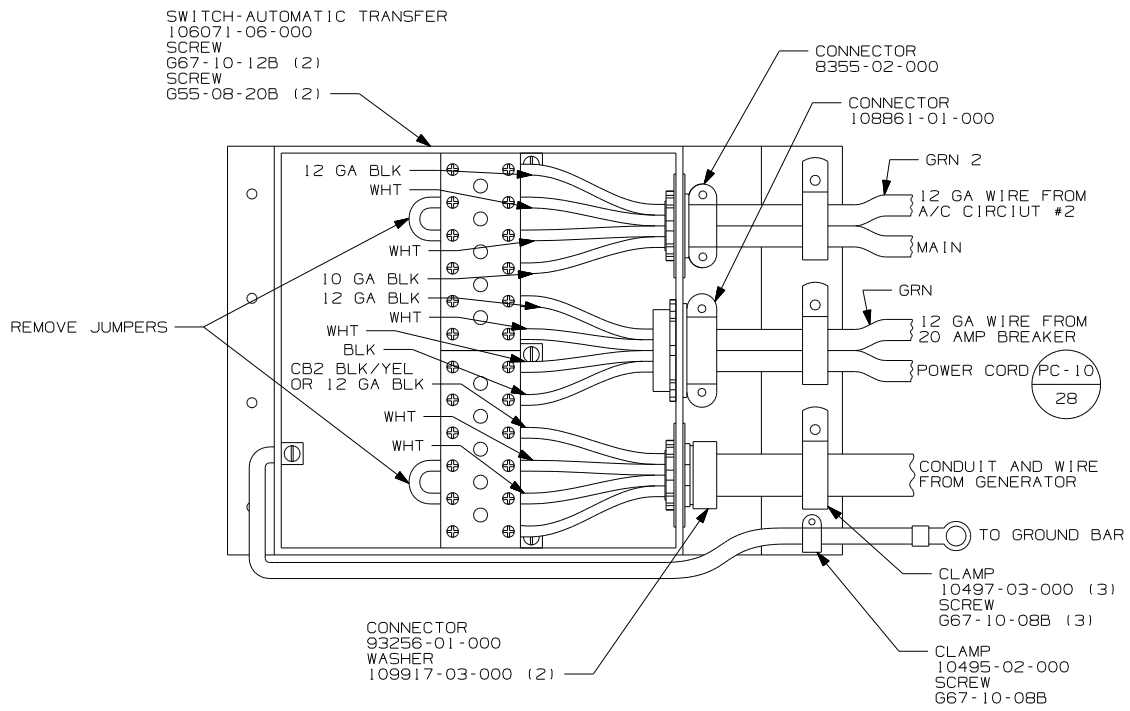 SWITCH-AUTOMATIC TRANSFER
106071-06-000
SCREW
G67-10-12B (2)
SCREW
G55-08-20B (2)
CONNECTOR
8355-02-000
CONNECTOR
108861-01-000
12 GA BLK
WHT
WHT
10 GA BLK
12 GA BLK
WHT
WHT
BLK
CB2 BLK/YEL
OR 12 GA BLK
WHT
WHT
REMOVE JUMPERS
GRN 2
12 GA WIRE FROM
A/C CIRCIUT #2
MAIN
GRN
12 GA WIRE FROM
20 AMP BREAKER
POWER CORD
PC-10
28
CONDUIT AND WIRE
FROM GENERATOR
TO GROUND BAR
CLAMP
10497-03-000 (3)
SCREW
G67-10-08B (3)
CLAMP
10495-02-000
SCREW
G67-10-08B
CONNECTOR
93256-01-000
WASHER
109917-03-000 (2)